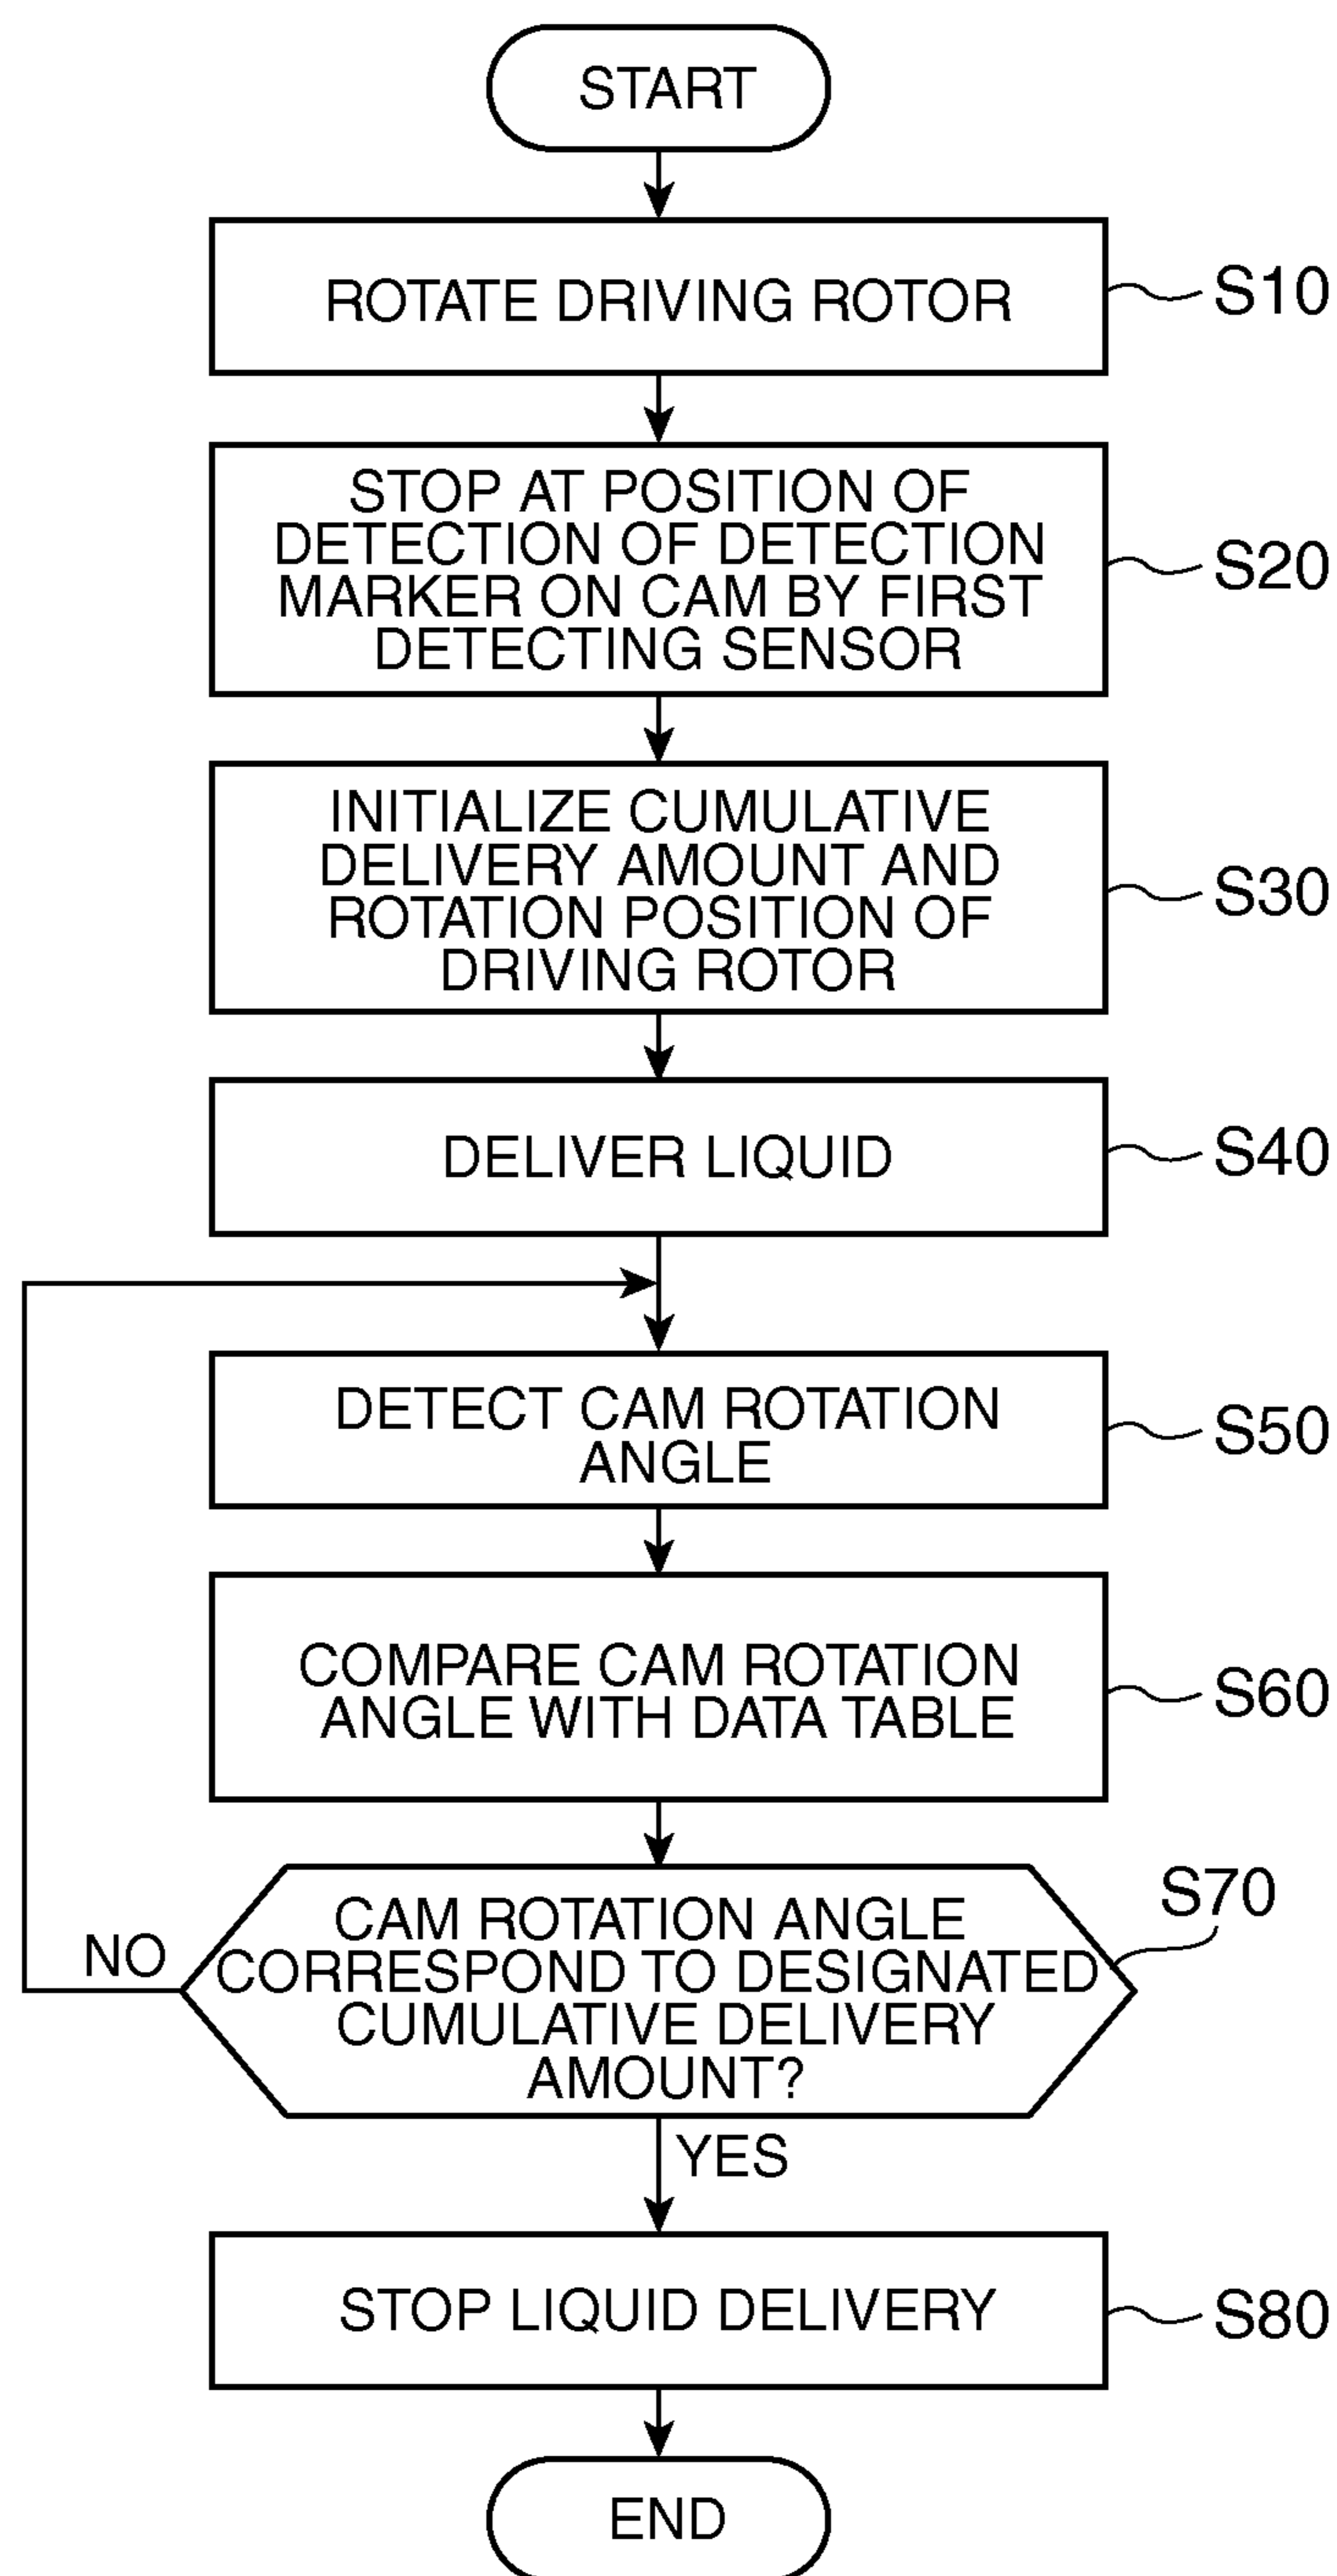 START
ROTATE DRIVING ROTOR
S10
STOP AT POSITION OF
DETECTION OF DETECTION
MARKER ON CAM BY FIRST
DETECTING SENSOR
S20
INITIALIZE CUMULATIVE
DELIVERY AMOUNT AND
ROTATION POSITION OF
DRIVING ROTOR
S30
DELIVER LIQUID
S40
DETECT CAM ROTATION
ANGLE
S50
COMPARE CAM ROTATION
ANGLE WITH DATA TABLE
S60
CAM ROTATION ANGLE
CORRESPOND TO DESIGNATED
CUMULATIVE DELIVERY
AMOUNT?
S70
NO
YES
STOP LIQUID DELIVERY
S80
END